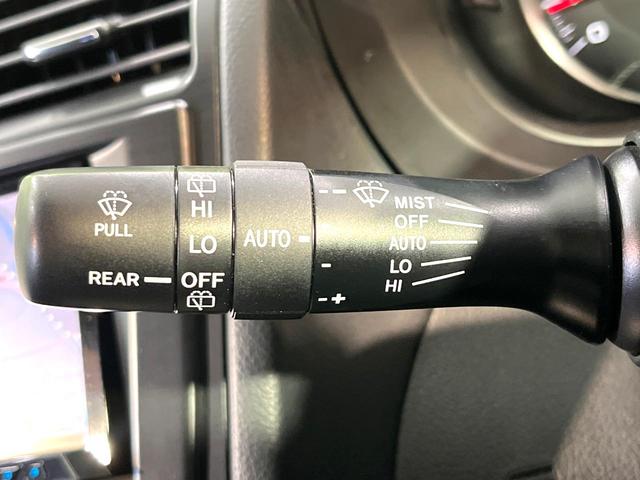 PULL
REAR
HI
LO
OFF
AUTO
--
-
-+
MIST
OFF
AUTO
LO
HI